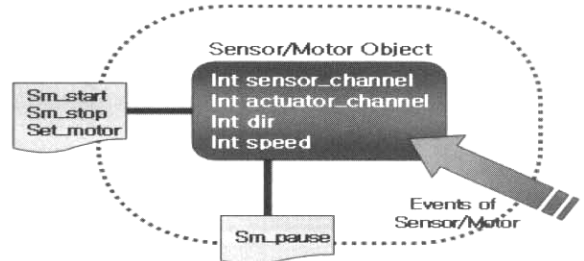 Sensor/Motor Object
Int sensor_channel
Int actuator_channel
Int dir
Int speed
Sm_start
Sm_stop
Set_motor
Events of
Sensor/Motor
Sm_pause